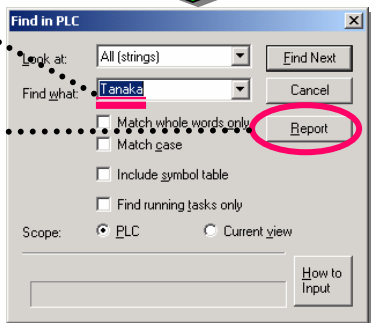 Find in PLC
Look at: All (strings) Find Next
Find what: Tanaka Cancel
Match whole words only Report
Match case
Include symbol table
Find running tasks only
Scope: PLC Current view
How to
Input